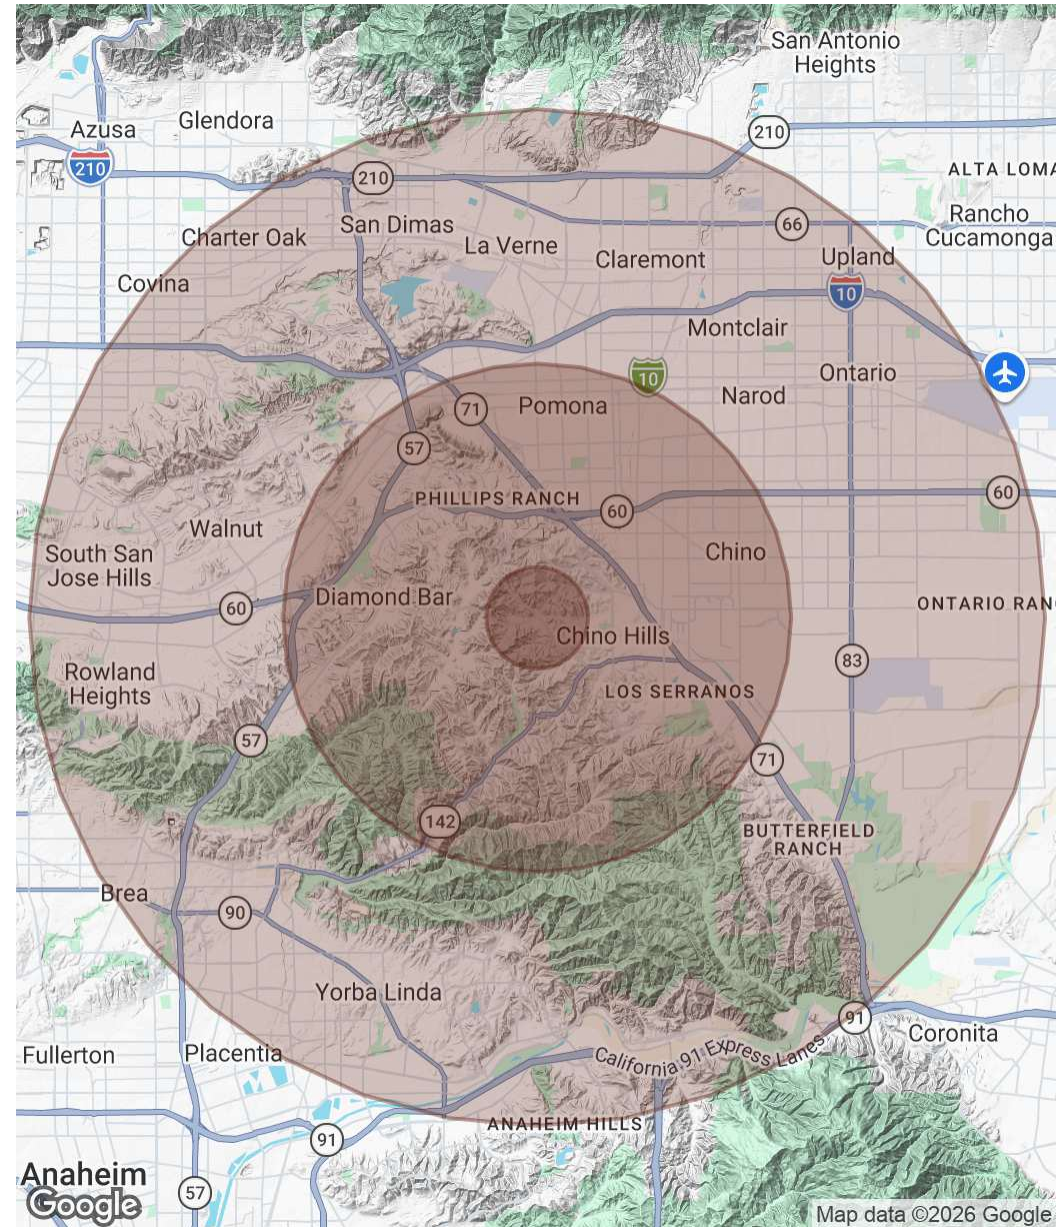 San Antonio
Heights
Glendora
Azusa
210
210
210
ALTA LOMA
Rancho
Cucamonga
San Dimas
66
Charter Oak
La Verne
Claremont
Upland
Covina
10
Montclair
10
Ontario
Narod
71
Pomona
57
PHILLIPS RANCH
60
60
Walnut
South San
Jose Hills
Chino
Diamond Bar
60
ONTARIO RAN
Chino Hills
83
Rowland
Heights
LOS SERRANOS
57
71
142
BUTTERFIELD
RANCH
Brea
90
Yorba Linda
91
Coronita
Fullerton
Placentia
California 91 Express Lanes
ANAHEIM HILLS
91
Anaheim
57
Google
Map data ©2026 Google